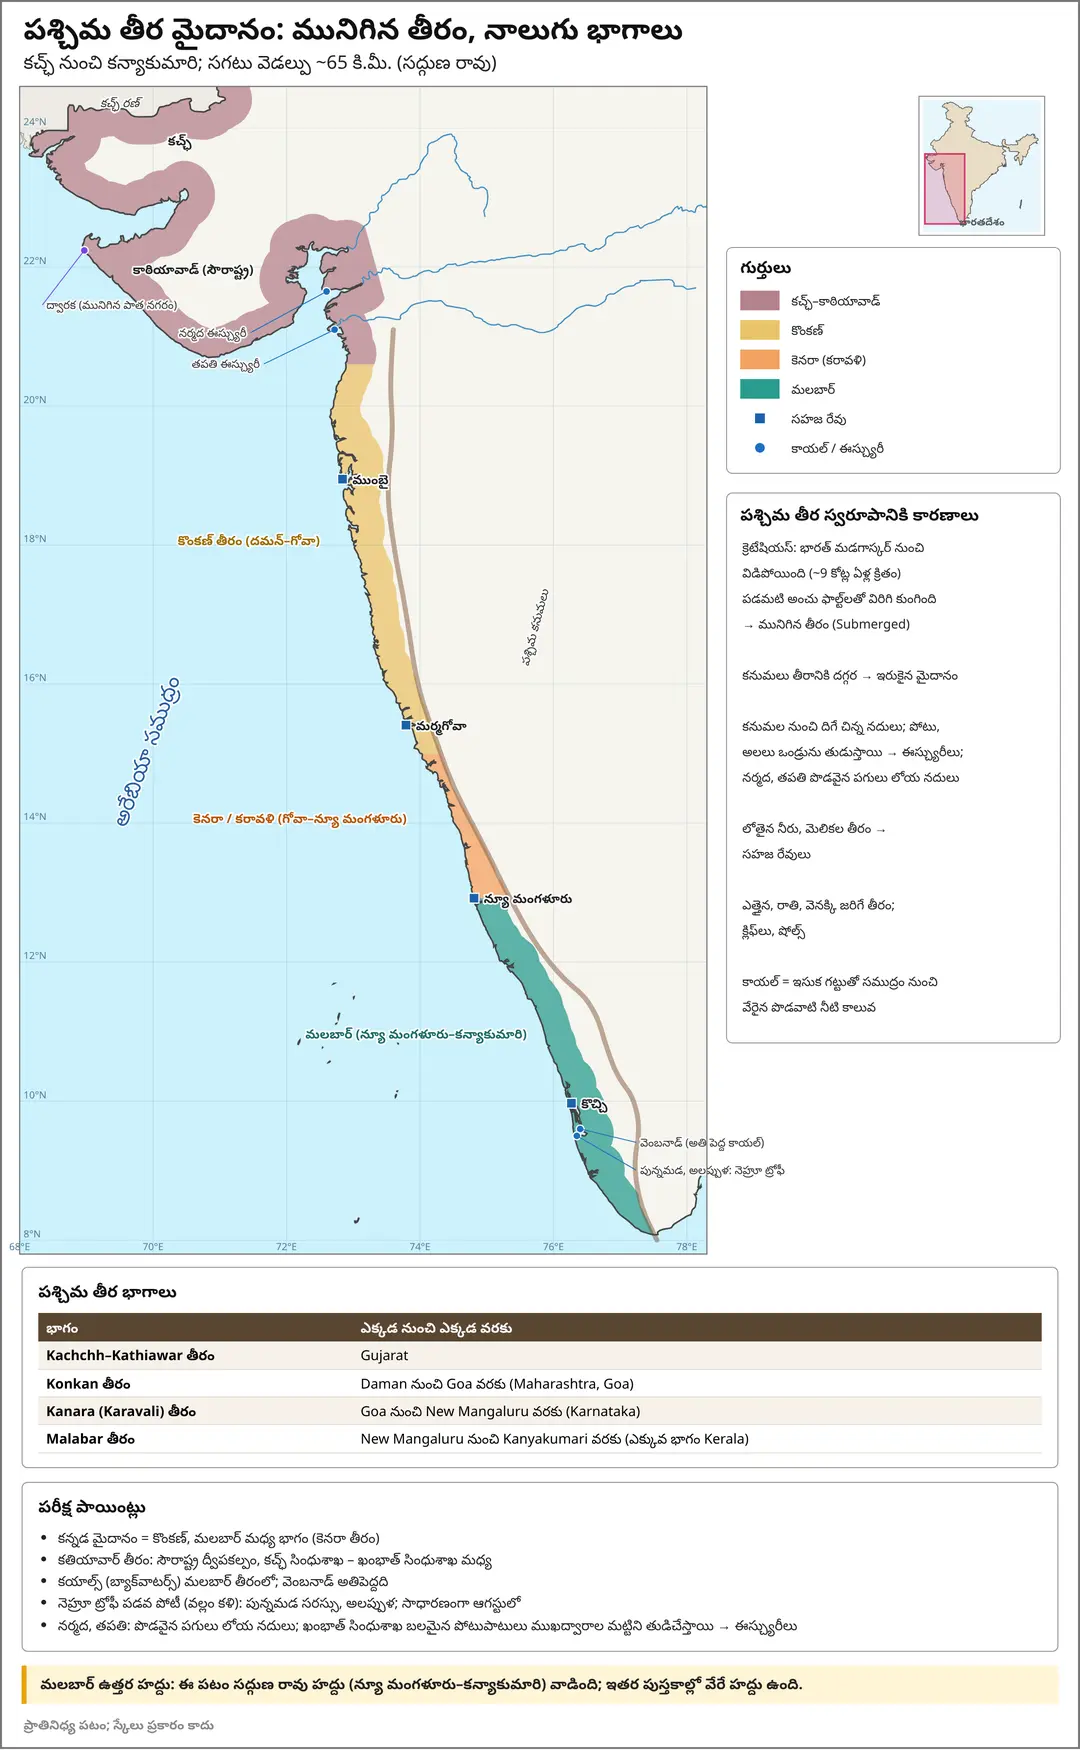 పశ్చిమ తీర మైదానం: మునిగిన తీరం, నాలుగు భాగాలు
కచ్ఛ్ నుంచి కన్యాకుమారి; సగటు వెడల్పు ~65 కి.మీ. (సద్గుణ రావు)
కచ్ఛ్ రణ్
24°N
కచ్ఛ్
22°N
కాఠియావాడ్ (సౌరాష్ట్ర)
ద్వారక (మునిగిన పాత నగరం)
నర్మద ఈస్చ్యురీ
తపతి ఈస్చ్యురీ
20°N
ముంబై
18°N
కొంకణ్ తీరం (దమన్–గోవా)
పశ్చిమ కనుమలు
16°N
అరేబియా సముద్రం
మర్మగోవా
14°N
కెనరా / కరావళి (గోవా–న్యూ మంగళూరు)
న్యూ మంగళూరు
12°N
మలబార్ (న్యూ మంగళూరు–కన్యాకుమారి)
10°N
కొచ్చి
వెంబనాడ్ (అతి పెద్ద కాయల్)
పున్నమడ, అలప్పుళ: నెహ్రూ ట్రోఫీ
8°N
68°E
70°E
72°E
74°E
76°E
78°E
భారతదేశం
గుర్తులు
కచ్ఛ్–కాఠియావాడ్
కొంకణ్
కెనరా (కరావళి)
మలబార్
సహజ రేవు
కాయల్ / ఈస్చ్యురీ
పశ్చిమ తీర స్వరూపానికి కారణాలు
క్రెటేషియస్: భారత్ మడగాస్కర్ నుంచి
విడిపోయింది (~9 కోట్ల ఏళ్ల క్రితం)
పడమటి అంచు ఫాల్ట్‌లతో విరిగి కుంగింది
→ మునిగిన తీరం (Submerged)
కనుమలు తీరానికి దగ్గర → ఇరుకైన మైదానం
కనుమల నుంచి దిగే చిన్న నదులు; పోటు,
అలలు ఒండ్రును తుడుస్తాయి → ఈస్చ్యురీలు;
నర్మద, తపతి పొడవైన పగులు లోయ నదులు
లోతైన నీరు, మెలికల తీరం →
సహజ రేవులు
ఎత్తైన, రాతి, వెనక్కి జరిగే తీరం;
క్లిఫ్‌లు, షోల్స్
కాయల్ = ఇసుక గట్టుతో సముద్రం నుంచి
వేరైన పొడవాటి నీటి కాలువ
పశ్చిమ తీర భాగాలు
భాగం ఎక్కడ నుంచి ఎక్కడ వరకు
Kachchh–Kathiawar తీరం Gujarat
Konkan తీరం Daman నుంచి Goa వరకు (Maharashtra, Goa)
Kanara (Karavali) తీరం Goa నుంచి New Mangaluru వరకు (Karnataka)
Malabar తీరం New Mangaluru నుంచి Kanyakumari వరకు (ఎక్కువ భాగం Kerala)
పరీక్ష పాయింట్లు
• కన్నడ మైదానం = కొంకణ్, మలబార్ మధ్య భాగం (కెనరా తీరం)
• కతియావార్ తీరం: సౌరాష్ట్ర ద్వీపకల్పం, కచ్ఛ్ సింధుశాఖ – ఖంభాత్ సింధుశాఖ మధ్య
• కయాల్స్ (బ్యాక్‌వాటర్స్) మలబార్ తీరంలో; వెంబనాడ్ అతిపెద్దది
• నెహ్రూ ట్రోఫీ పడవ పోటీ (వల్లం కళి): పున్నమడ సరస్సు, అలప్పుళ; సాధారణంగా ఆగస్టులో
• నర్మద, తపతి: పొడవైన పగులు లోయ నదులు; ఖంభాత్ సింధుశాఖ బలమైన పోటుపాటులు ముఖద్వారాల మట్టిని తుడిచేస్తాయి → ఈస్చ్యురీలు
మలబార్ ఉత్తర హద్దు: ఈ పటం సద్గుణ రావు హద్దు (న్యూ మంగళూరు–కన్యాకుమారి) వాడింది; ఇతర పుస్తకాల్లో వేరే హద్దు ఉంది.
ప్రాతినిధ్య పటం; స్కేలు ప్రకారం కాదు